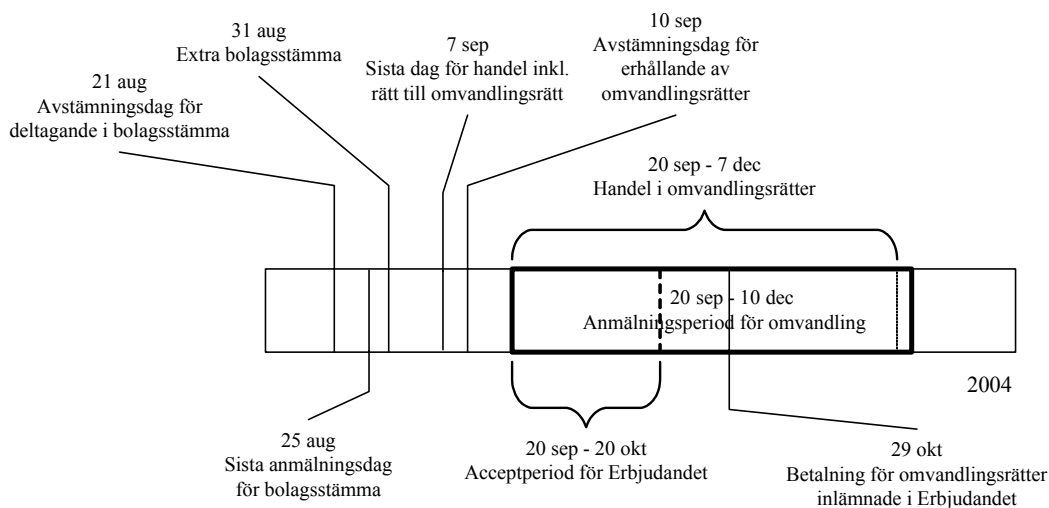 31 aug
Extra bolagsstämma
7 sep
Sista dag för handel inkl.
rätt till omvandlingsrätt
10 sep
Avstämningsdag för
erhållande av
omvandlingsrätter
21 aug
Avstämningsdag för
deltagande i bolagsstämma
20 sep - 7 dec
Handel i omvandlingsrätter
20 sep - 10 dec
Anmälningsperiod för omvandling
2004
25 aug
Sista anmälningsdag
för bolagsstämma
20 sep - 20 okt
Acceptperiod för Erbjudandet
29 okt
Betalning för omvandlingsrätter
inlämnade i Erbjudandet